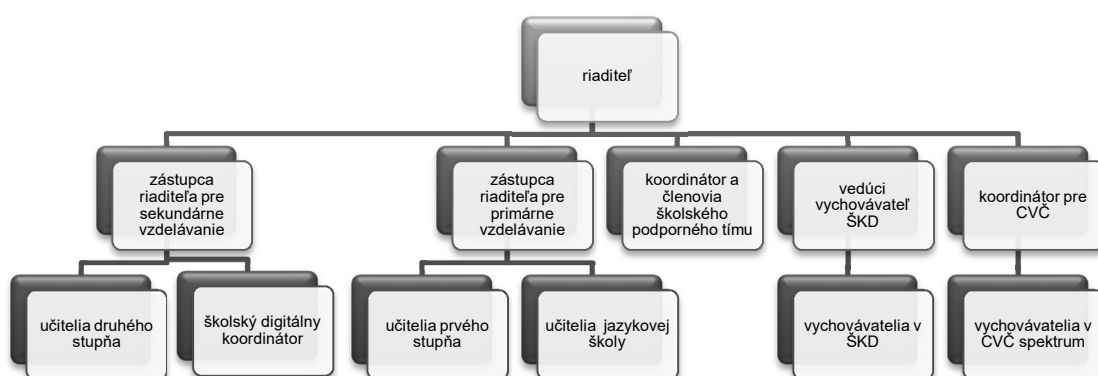 riaditeľ
zástupca
riaditeľa pre
sekundárne
vzdelávanie
zástupca
riaditeľa pre
primárne
vzdelávanie
koordinátor a
členovia
školského
podporného tímu
vedúci
vychovávateľ
ŠKD
koordinátor pre
CVČ
učitelia druhého
stupňa
školský digitálny
koordinátor
učitelia prvého
stupňa
učitelia jazykovej
školy
vychovávatelia v
ŠKD
vychovávatelia v
CVČ spektrum